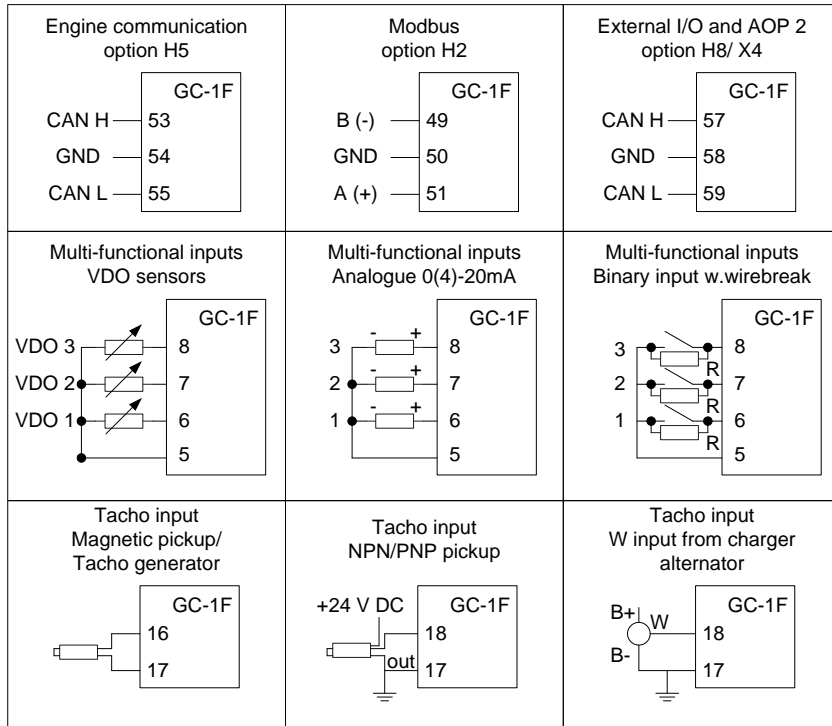 Engine communication
option H5
GC-1F
CAN H 53
GND 54
CAN L 55
Modbus
option H2
GC-1F
B (-) 49
GND 50
A (+) 51
External I/O and AOP 2
option H8/ X4
GC-1F
CAN H 57
GND 58
CAN L 59
Multi-functional inputs
VDO sensors
GC-1F
VDO 3 8
VDO 2 7
VDO 1 6
5
Multi-functional inputs
Analogue 0(4)-20mA
GC-1F
3 - + 8
2 - + 7
1 - + 6
5
Multi-functional inputs
Binary input w.wirebreak
GC-1F
3 8
R
2 7
R
1 6
R
5
Tacho input
Magnetic pickup/
Tacho generator
GC-1F
16
17
Tacho input
NPN/PNP pickup
+24 V DC GC-1F
18
out 17
Tacho input
W input from charger
alternator
GC-1F
B+ W 18
B- 17